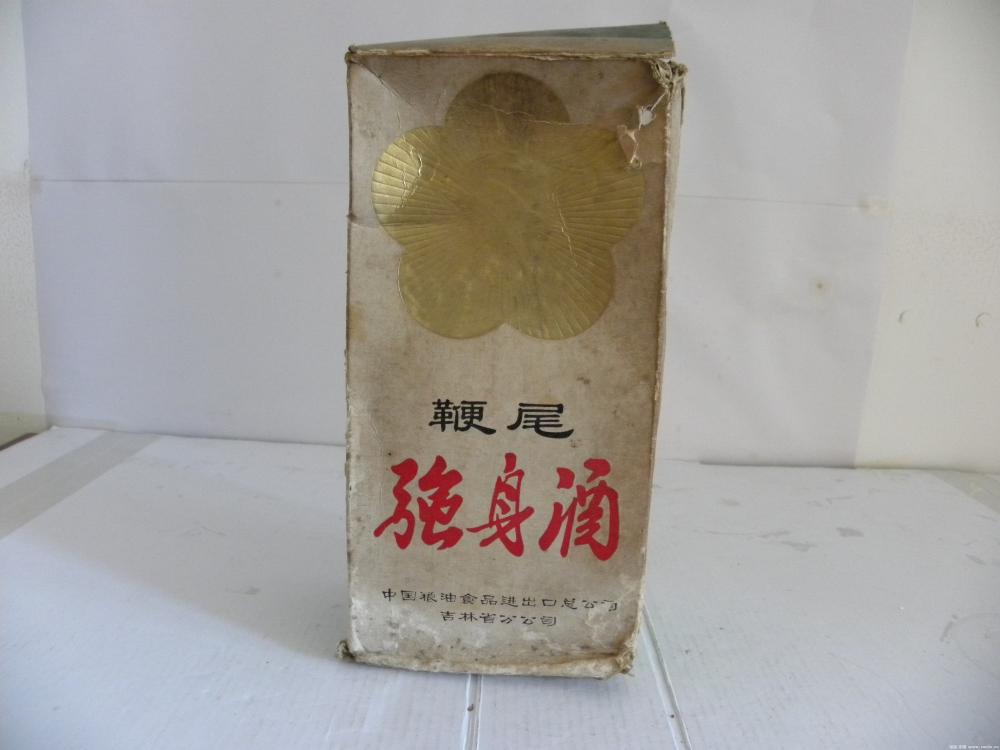 鞭尾
強身酒
中国粮油食品进出口总公司
吉林省分公司